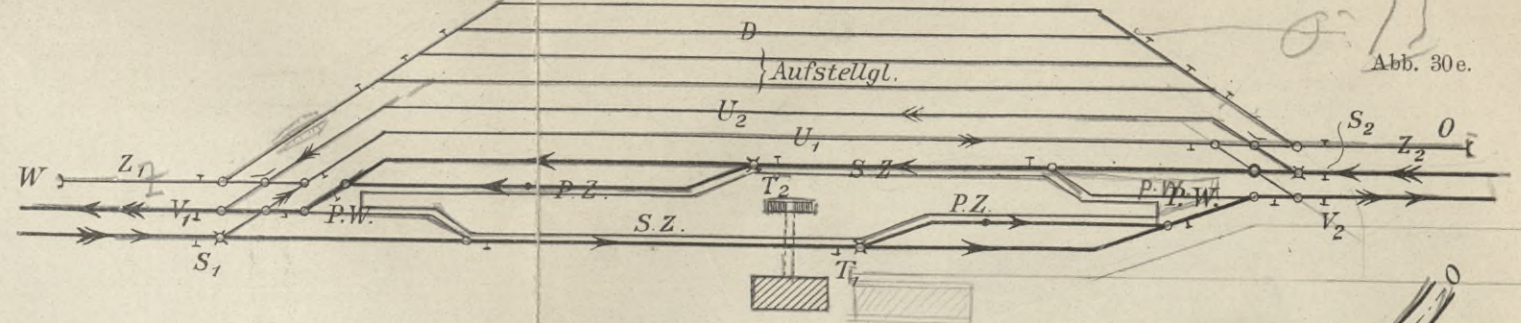 D
Abb. 30e.
Aufstellgl.
U2
U1
S2
O
Z1
W
Z2
S Z
T2
P.Z.
P.W.
P.W.
V1
P.W.
P.Z.
S.Z.
V2
S1
T1
O